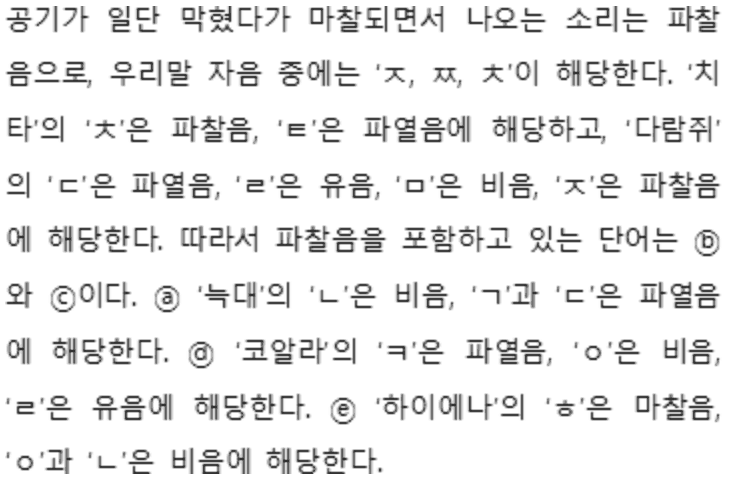 공기가 일단 막혔다가 마찰되면서 나오는 소리는 파찰
음으로, 우리말 자음 중에는 ‘ㅈ, ㅉ, ㅊ’이 해당한다. ‘치
타’의 ‘ㅊ’은 파찰음, ‘ㅌ’은 파열음에 해당하고, ‘다람쥐’
의 ‘ㄷ’은 파열음, ‘ㄹ’은 유음, ‘ㅁ’은 비음, ‘ㅈ’은 파찰음
에 해당한다. 따라서 파찰음을 포함하고 있는 단어는 ⓑ
와 ⓒ이다. ⓐ ‘늑대’의 ‘ㄴ’은 비음, ‘ㄱ’과 ‘ㄷ’은 파열음
에 해당한다. ⓓ ‘코알라’의 ‘ㅋ’은 파열음, ‘ㅇ’은 비음,
‘ㄹ’은 유음에 해당한다. ⓔ ‘하이에나’의 ‘ㅎ’은 마찰음,
‘ㅇ’과 ‘ㄴ’은 비음에 해당한다.